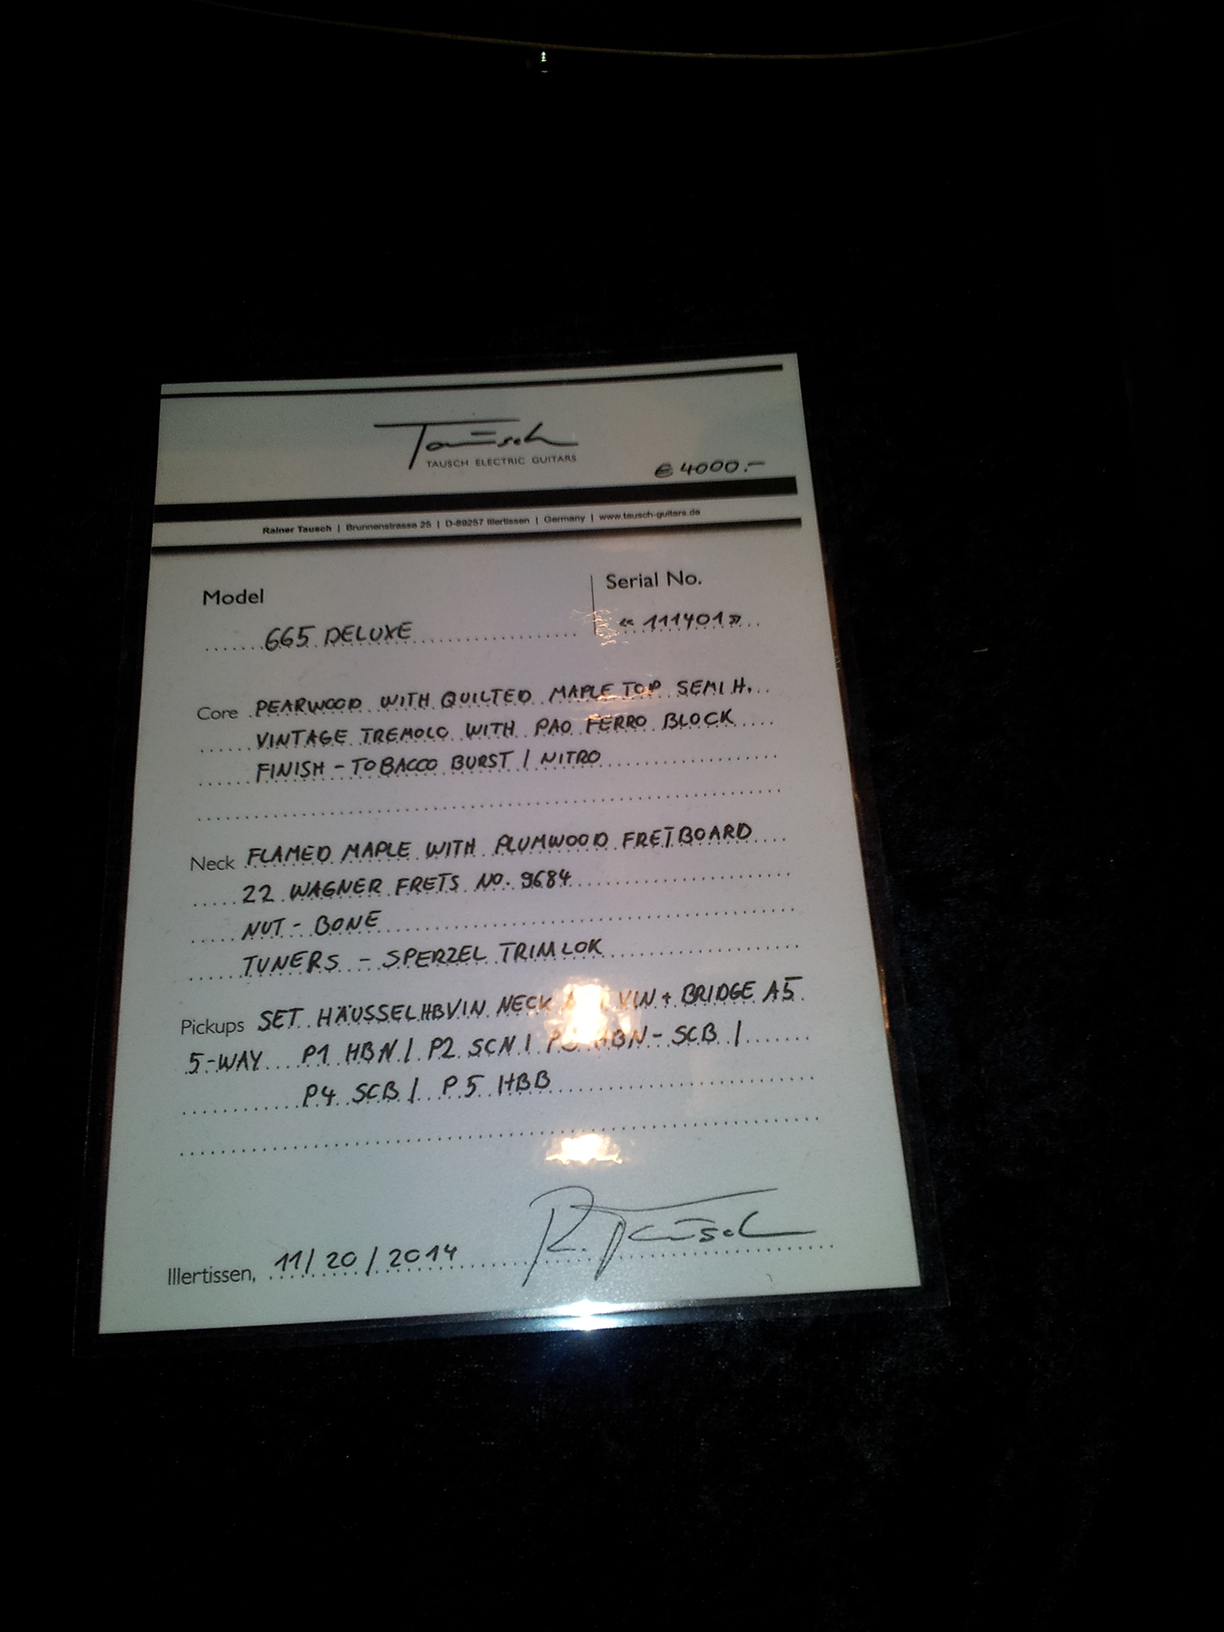 Tausch
TAUSCH ELECTRIC GUITARS
€ 4000.-
Rainer Tausch | Brunnenstrasse 25 | D-89257 Illertissen | Germany | www.tausch-guitars.de
Model
Serial No.
665 DELUXE
« 111401 »
Core PEARWOOD WITH QUILTED MAPLE TOP SEMI H.
VINTAGE TREMOLO WITH PAO FERRO BLOCK
FINISH - TOBACCO BURST / NITRO
Neck FLAMED MAPLE WITH PLUMWOOD FRETBOARD
22 WAGNER FRETS NO. 9684
NUT - BONE
TUNERS - SPERZEL TRIMLOK
Pickups SET HÄUSSEL HBVIN NECK VIN+ BRIDGE A5
5-WAY P1 HBN / P2 SCN / HBN - SCB /
P4 SCB / P5 HBB
Illertissen, 11/20/2014 R. Tausch